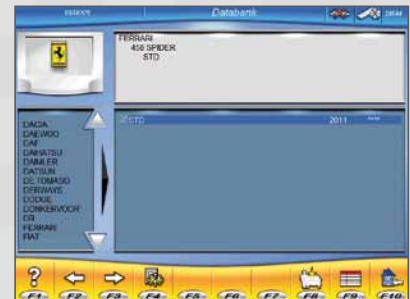 Databank
FERRARI
458 SPIDER
STD
DACIA
DAEWOO
DAF
DAIHATSU
DAIMLER
DATSUN
DE TOMASO
DERWAYS
DODGE
DONKERVOORT
DR
FERRARI
FIAT
STD 2011
F1 F2 F3 F4 F5 F6 F7 F8 F9 F10